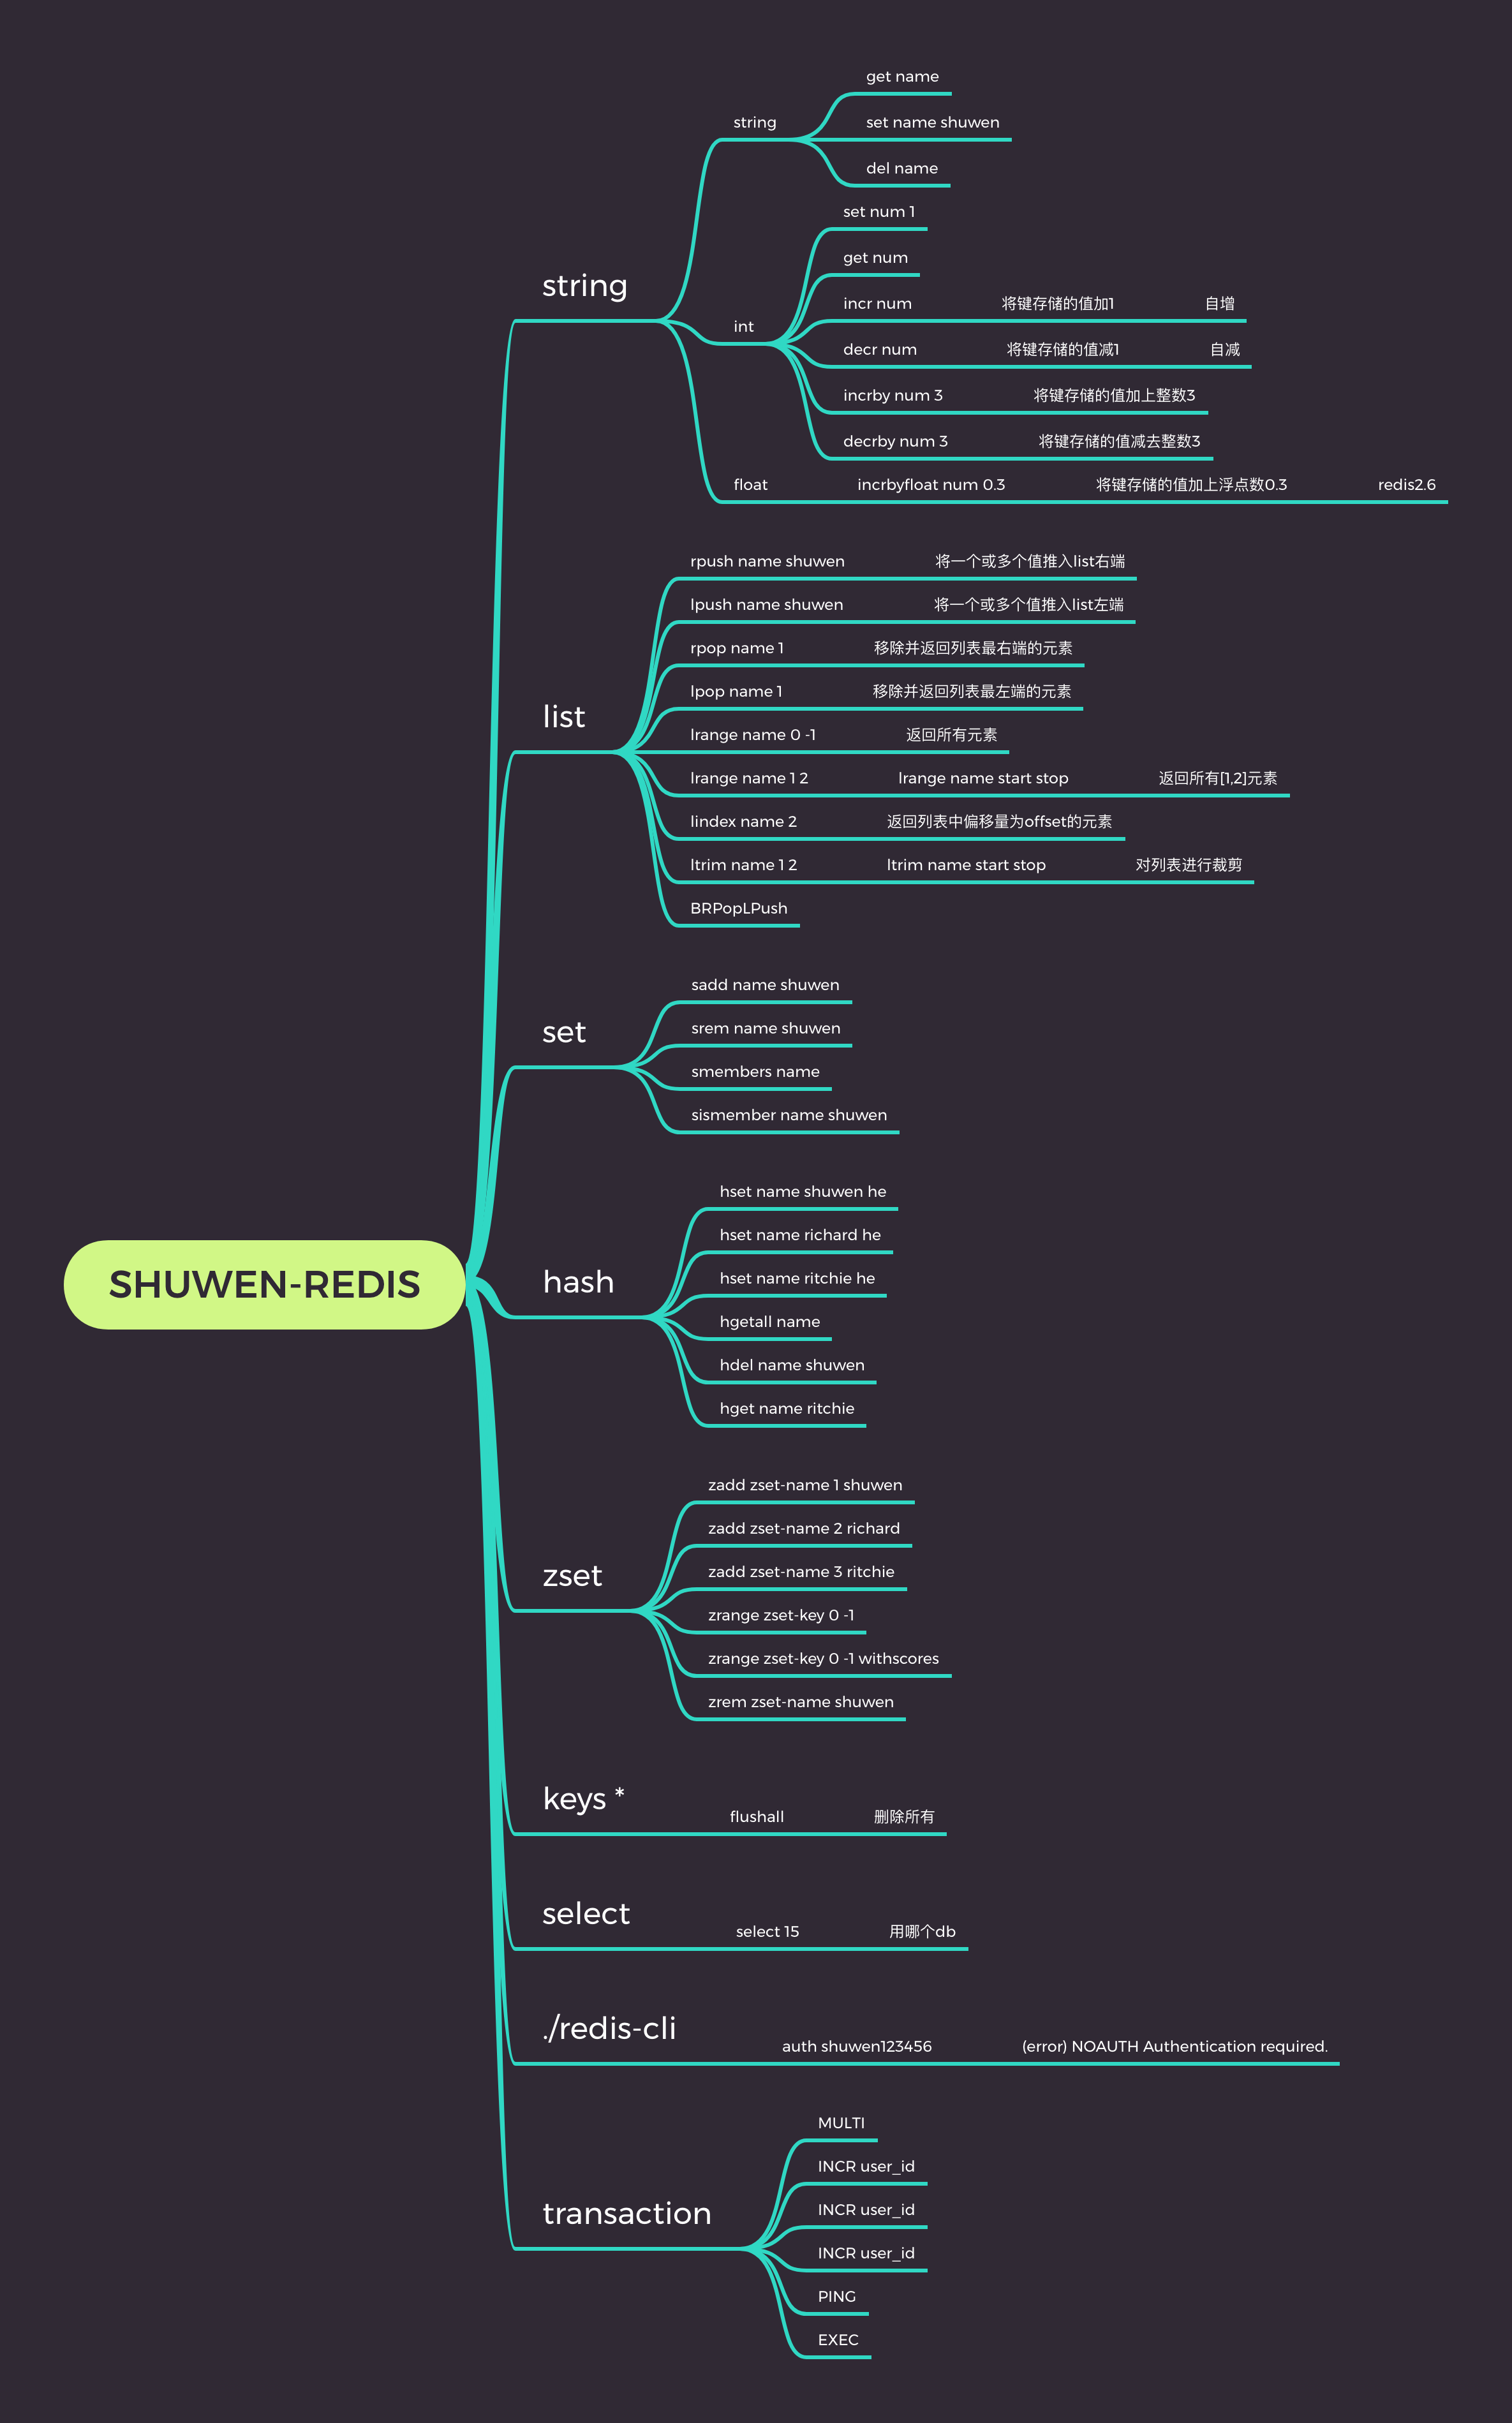 SHUWEN-REDIS
string
string
get name
set name shuwen
del name
int
set num 1
get num
incr num 将键存储的值加1 自增
decr num 将键存储的值减1 自减
incrby num 3 将键存储的值加上整数3
decrby num 3 将键存储的值减去整数3
float incrbyfloat num 0.3 将键存储的值加上浮点数0.3 redis2.6
list
rpush name shuwen 将一个或多个值推入list右端
lpush name shuwen 将一个或多个值推入list左端
rpop name 1 移除并返回列表最右端的元素
lpop name 1 移除并返回列表最左端的元素
lrange name 0 -1 返回所有元素
lrange name 1 2 lrange name start stop 返回所有[1,2]元素
lindex name 2 返回列表中偏移量为offset的元素
ltrim name 1 2 ltrim name start stop 对列表进行裁剪
BRPopLPush
set
sadd name shuwen
srem name shuwen
smembers name
sismember name shuwen
hash
hset name shuwen he
hset name richard he
hset name ritchie he
hgetall name
hdel name shuwen
hget name ritchie
zset
zadd zset-name 1 shuwen
zadd zset-name 2 richard
zadd zset-name 3 ritchie
zrange zset-key 0 -1
zrange zset-key 0 -1 withscores
zrem zset-name shuwen
keys *
flushall 删除所有
select
select 15 用哪个db
./redis-cli
auth shuwen123456 (error) NOAUTH Authentication required.
transaction
MULTI
INCR user_id
INCR user_id
INCR user_id
PING
EXEC